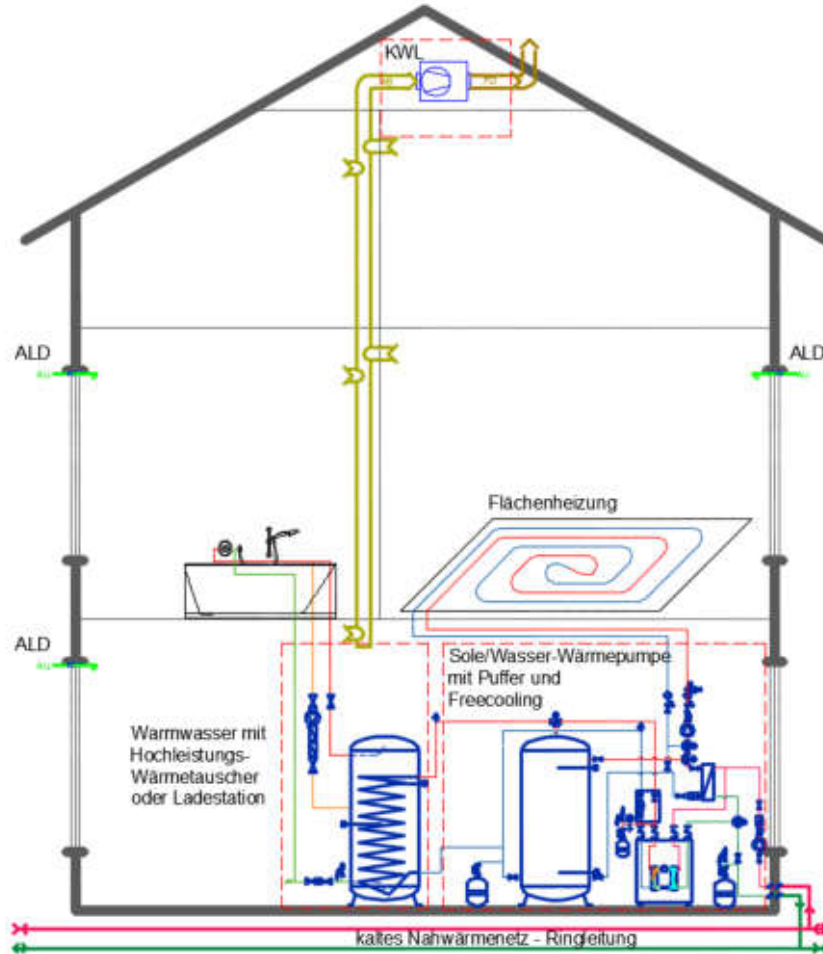 KWL
ALD
ALD
Flächenheizung
ALD
Sole/Wasser-Wärmepumpe
mit Puffer und
Freecooling
Warmwasser mit
Hochleistungs-
Wärmetauscher
oder Ladestation
kaltes Nahwärmenetz - Ringleitung